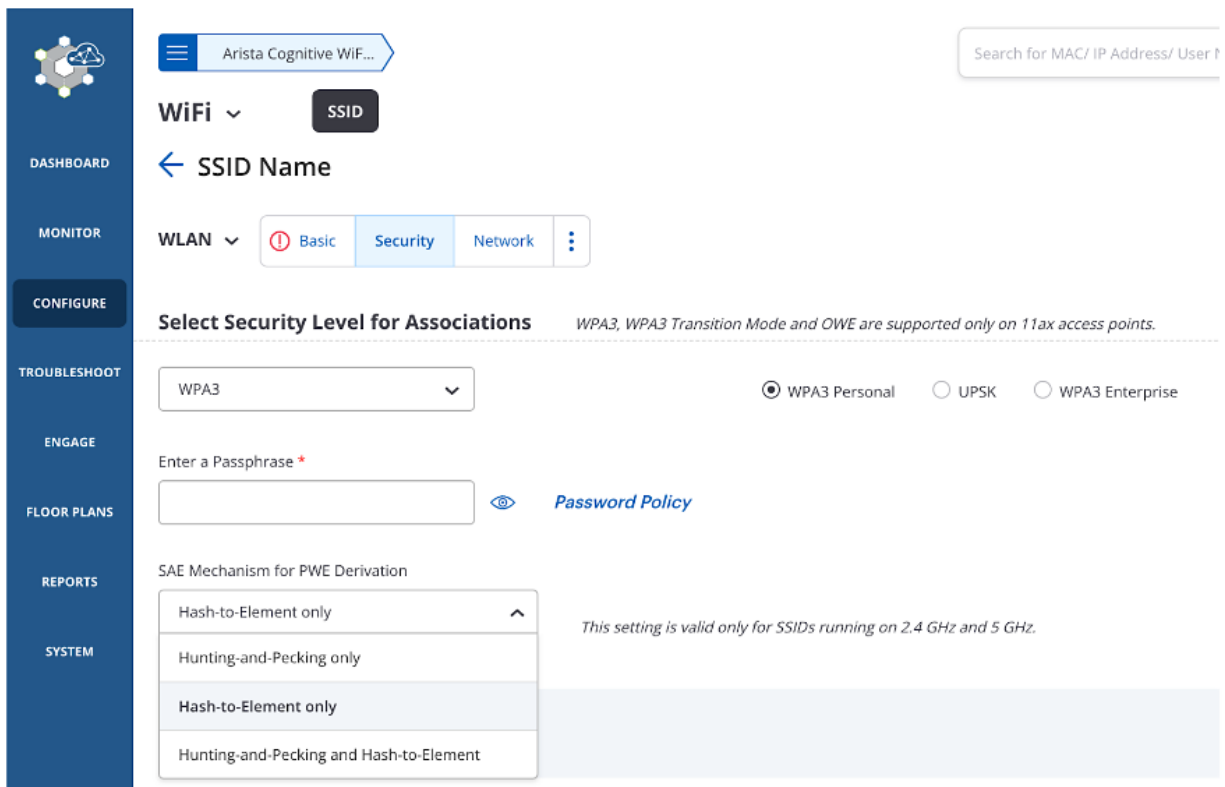 Arista Cognitive WiF...
Search for MAC/ IP Address/ User N
WiFi
SSID
DASHBOARD
SSID Name
MONITOR
WLAN
Basic
Security
Network
CONFIGURE
Select Security Level for Associations
WPA3, WPA3 Transition Mode and OWE are supported only on 11ax access points.
TROUBLESHOOT
WPA3
WPA3 Personal
UPSK
WPA3 Enterprise
ENGAGE
Enter a Passphrase *
FLOOR PLANS
Password Policy
REPORTS
SAE Mechanism for PWE Derivation
Hash-to-Element only
This setting is valid only for SSIDs running on 2.4 GHz and 5 GHz.
SYSTEM
Hunting-and-Pecking only
Hash-to-Element only
Hunting-and-Pecking and Hash-to-Element